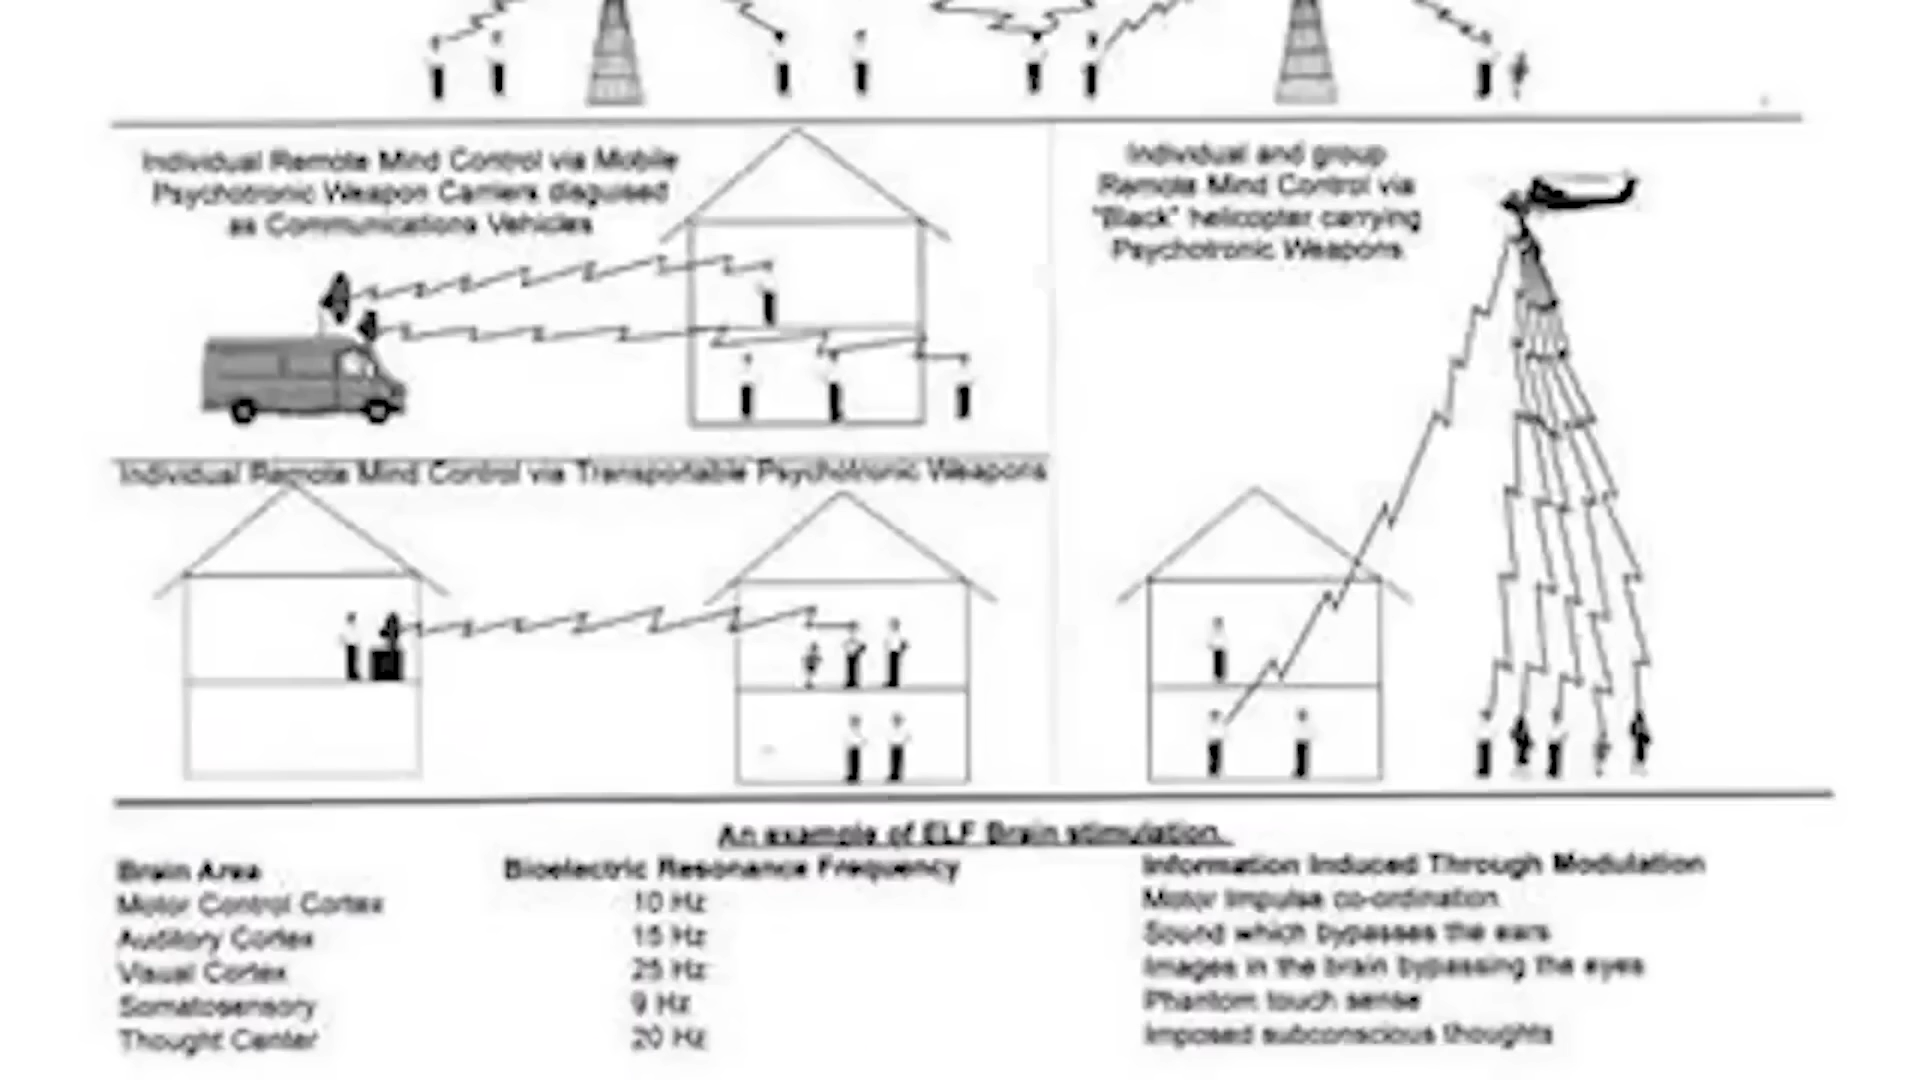 Individual Remote Mind Control via Mobile
Psychotronic Weapon Carriers disguised
as Communications Vehicles
Individual and group
Remote Mind Control via
"Black" helicopter carrying
Psychotronic Weapons
Individual Remote Mind Control via Transportable Psychotronic Weapons
An example of ELF Brain stimulation.
Brain Area Bioelectric Resonance Frequency Information Induced Through Modulation
Motor Control Cortex 10 Hz Motor Impulse co-ordination
Auditory Cortex 15 Hz Sound which bypasses the ears
Visual Cortex 25 Hz Images in the brain bypassing the eyes
Somatosensory 9 Hz Phantom touch sense
Thought Center 20 Hz Imposed subconscious thoughts